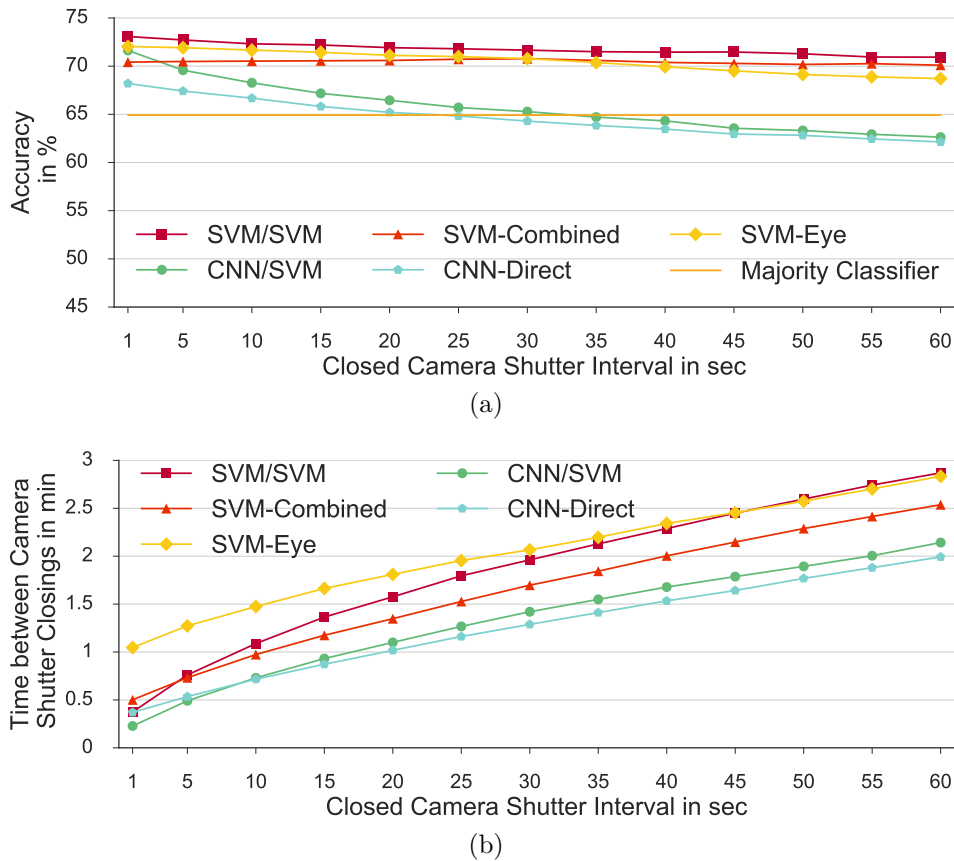 75
70
65
60
55
50
45
Accuracy
in %
SVM/SVM SVM-Combined SVM-Eye
CNN/SVM CNN-Direct Majority Classifier
1 5 10 15 20 25 30 35 40 45 50 55 60
Closed Camera Shutter Interval in sec
(a)
3
2.5
2
1.5
1
0.5
0
Time between Camera
Shutter Closings in min
SVM/SVM CNN/SVM
SVM-Combined CNN-Direct
SVM-Eye
1 5 10 15 20 25 30 35 40 45 50 55 60
Closed Camera Shutter Interval in sec
(b)